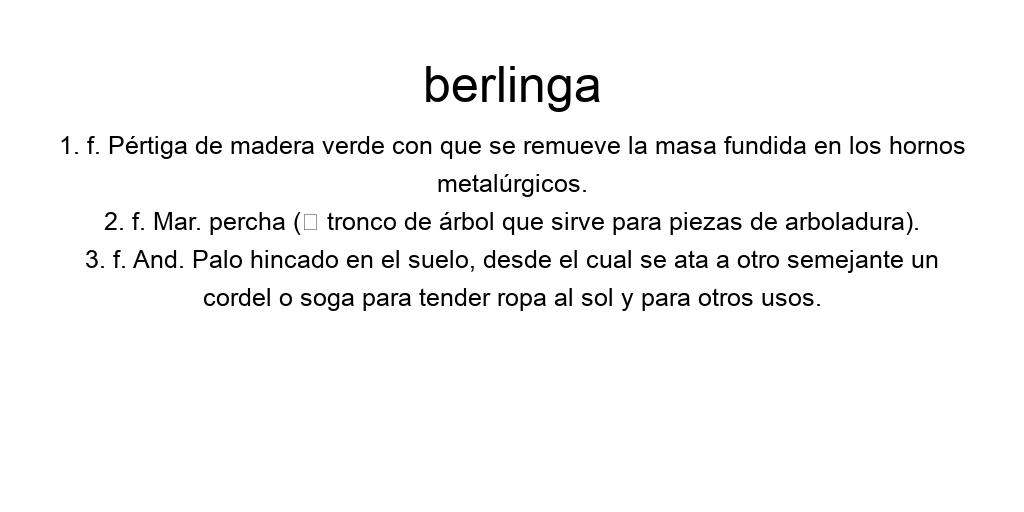 berlinga
1. f. Pértiga de madera verde con que se remueve la masa fundida en los hornos
metalúrgicos.
2. f. Mar. percha (□ tronco de árbol que sirve para piezas de arboladura).
3. f. And. Palo hincado en el suelo, desde el cual se ata a otro semejante un
cordel o soga para tender ropa al sol y para otros usos.